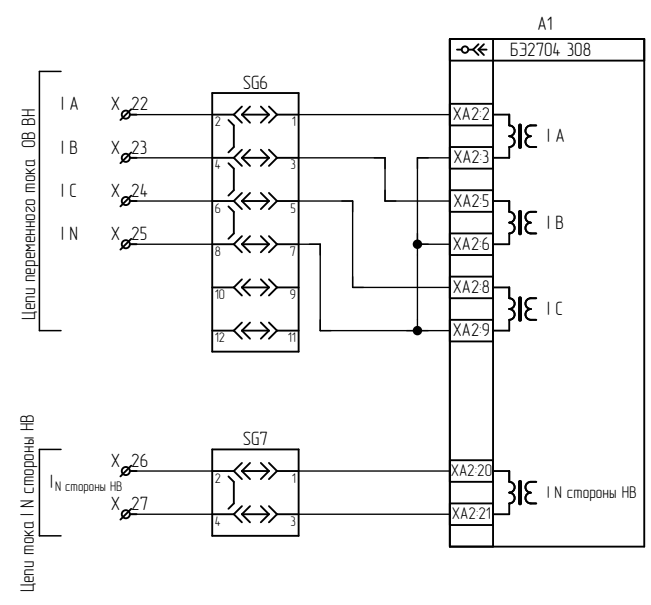 A1
БЭ2704 308
SG6
Цепи переменного тока ОВ ВН
I A X 22 2 1 XA2:2
I A
I B X 23 4 3 XA2:3
I C X 24 6 5 XA2:5
I B
I N X 25 8 7 XA2:6
10 9 XA2:8
I C
12 11 XA2:9
SG7
Цепи тока I N стороны НВ
X 26 2 1 XA2:20
IN стороны НВ
I N стороны НВ
X 27 4 3 XA2:21